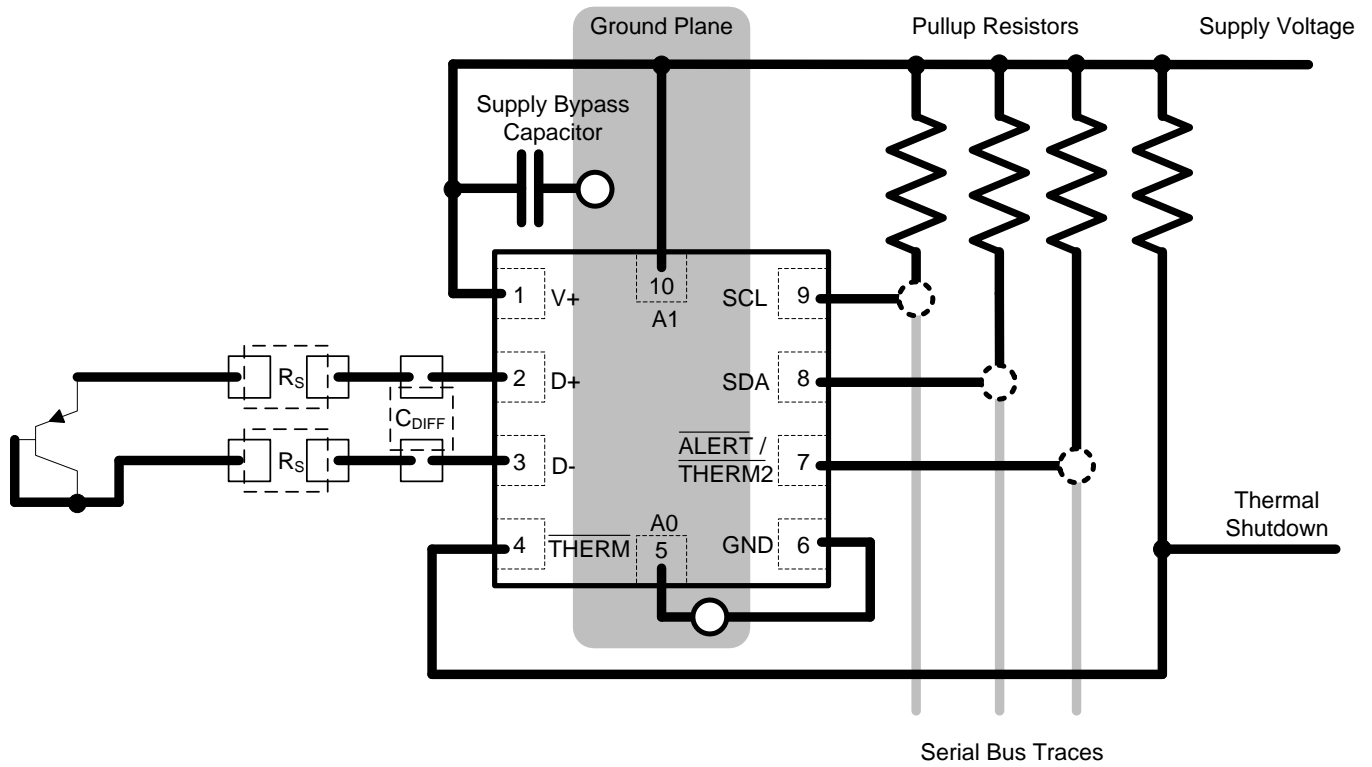 Ground Plane
Pullup Resistors
Supply Voltage
Supply Bypass
Capacitor
1
V+
10
A1
SCL
9
RS
2
D+
SDA
8
CDIFF
RS
3
D-
ALERT /
THERM2
7
4
THERM
A0
5
GND
6
Thermal
Shutdown
Serial Bus Traces